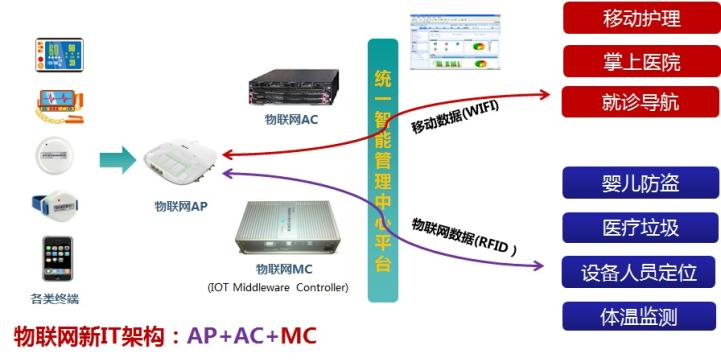 移动护理
掌上医院
就诊导航
物联网AC
统一智能管理中心平台
移动数据(WIFI)
物联网AP
婴儿防盗
医疗垃圾
设备人员定位
体温监测
物联网数据(RFID)
物联网MC
(IOT Middleware Controller)
各类终端
物联网新IT架构：AP+AC+MC